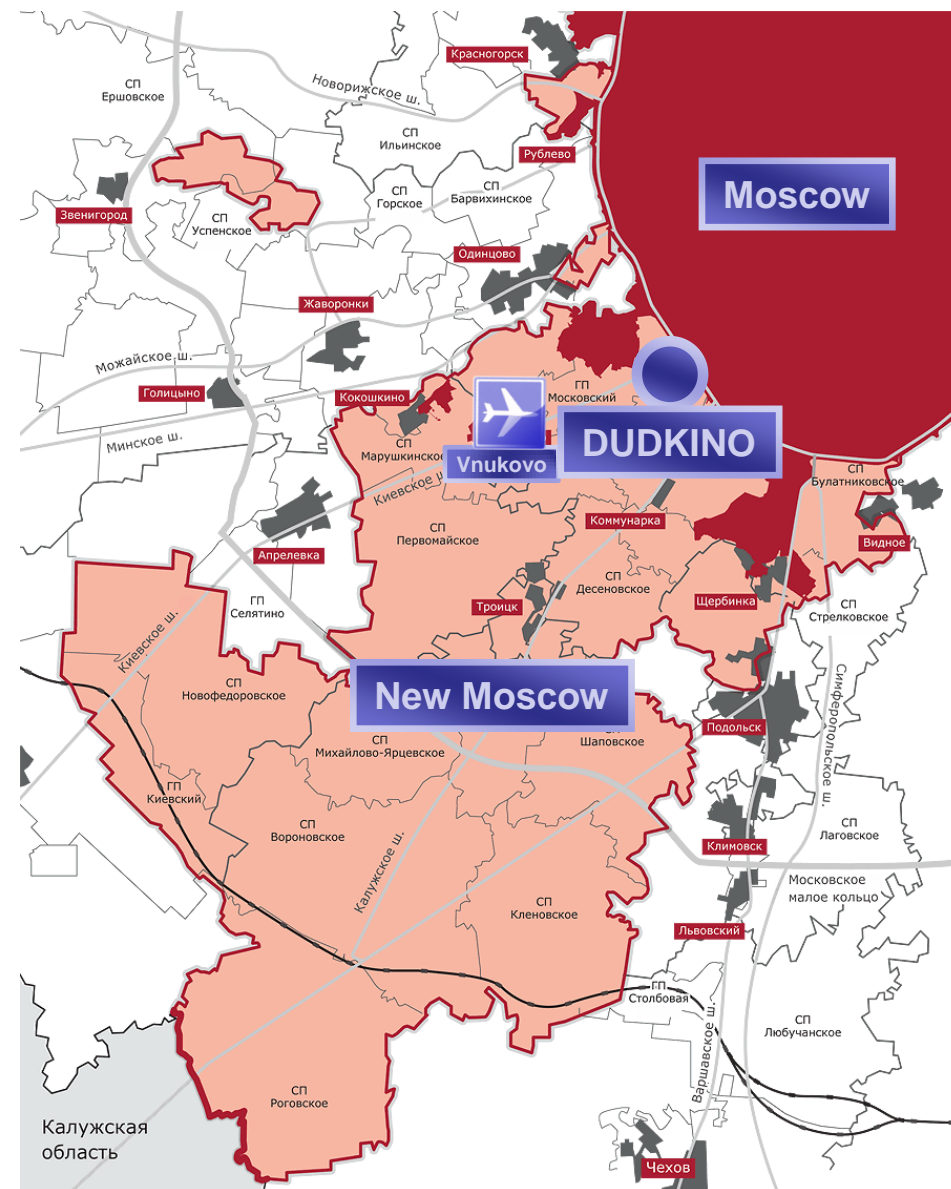 Красногорск
Новорижское ш.
СП
Ершовское
СП
Ильинское
Рублево
Moscow
СП
Горское
СП
Барвихинское
Звенигород
СП
Успенское
Одинцово
Жаворонки
Можайское ш.
Голицыно
Кокошкино
ГП
Московский
Минское ш.
DUDKINO
СП
Марушкинское
Vnukovo
Киевское ш.
СП
Булатниковское
Коммунарка
СП
Первомайское
Видное
Апрелевка
СП
Десеновское
Троицк
Щербинка
ГП
Селятино
СП
Стрелковское
Киевское ш.
СП
Новофедоровское
New Moscow
Симферопольское ш.
Подольск
СП
Михайлово-Ярцевское
Шаповское
ГП
Киевский
СП
Вороновское
Калужское ш.
Климовск
СП
Лаговское
Московское
малое кольцо
СП
Кленовское
Львовский
ГП
Столбовая
СП
Любучанское
Варшавское ш.
СП
Роговское
Калужская
область
Чехов